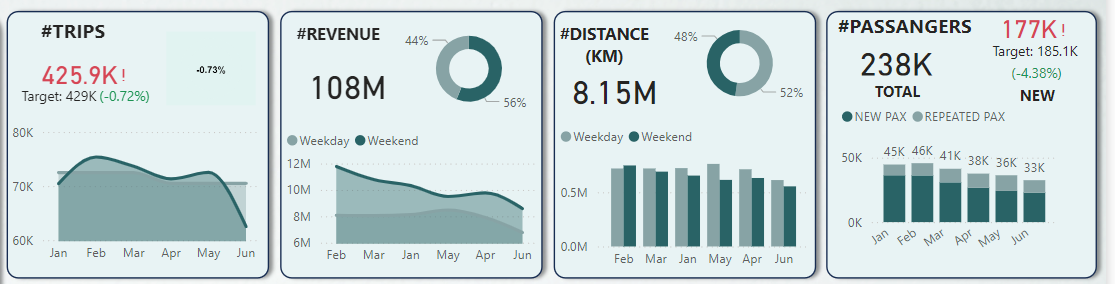 #TRIPS
425.9K !
Target: 429K (-0.72%)
-0.73%
80K
70K
60K
Jan Feb Mar Apr May Jun
#REVENUE
108M
44%
56%
Weekday Weekend
12M
10M
8M
6M
Feb Mar Jan May Apr Jun
#DISTANCE
(KM)
8.15M
48%
52%
Weekday Weekend
0.5M
0.0M
Feb Mar Jan May Apr Jun
#PASSANGERS
238K
TOTAL
177K !
Target: 185.1K
(-4.38%)
NEW
NEW PAX REPEATED PAX
50K
0K
45K 46K 41K 38K 36K 33K
Jan Feb Mar Apr May Jun